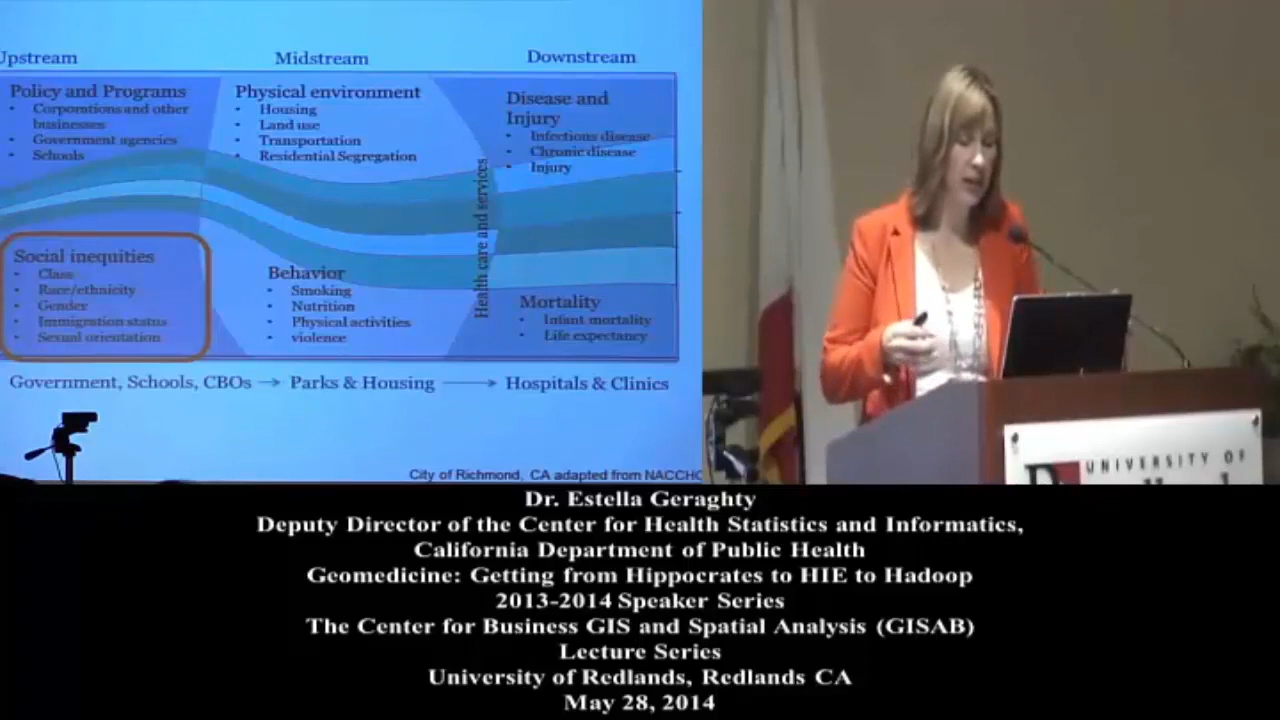 Upstream
Midstream
Downstream
Policy and Programs
• Corporations and other
businesses
• Government agencies
• Schools
Physical environment
• Housing
• Land use
• Transportation
• Residential Segregation
Disease and
Injury
• Infectious disease
• Chronic disease
• Injury
Health care and services
Social inequities
• Class
• Race/ethnicity
• Gender
• Immigration status
• Sexual orientation
Behavior
• Smoking
• Nutrition
• Physical activities
• violence
Mortality
• Infant mortality
• Life expectancy
Government, Schools, CBOs → Parks & Housing → Hospitals & Clinics
City of Richmond, CA adapted from NACCHO
UNIVERSITY OF
Dr. Estella Geraghty
Deputy Director of the Center for Health Statistics and Informatics,
California Department of Public Health
Geomedicine: Getting from Hippocrates to HIE to Hadoop
2013-2014 Speaker Series
The Center for Business GIS and Spatial Analysis (GISAB)
Lecture Series
University of Redlands, Redlands CA
May 28, 2014